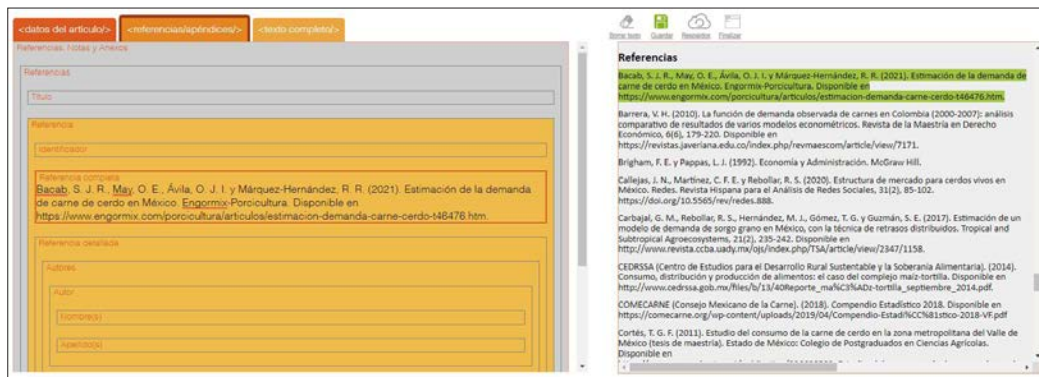 <datos del artículo/>
<referencias/apéndices/>
<texto completo/>
Referencias, Notas y Anexos
Referencias
Título
Referencia
Identificador
Referencia completa
Bacab, S. J. R., May, O. E., Ávila, O. J. I. y Márquez-Hernández, R. R. (2021). Estimación de la demanda
de carne de cerdo en México. Engormix-Porcicultura. Disponible en
https://www.engormix.com/porcicultura/articulos/estimacion-demanda-carne-cerdo-t46476.htm.
Referencia detallada
Autores
Autor
Nombre(s)
Apellido(s)
Borrar texto
Guardar
Respaldos
Finalizar
Referencias
Bacab, S. J. R., May, O. E., Ávila, O. J. I. y Márquez-Hernández, R. R. (2021). Estimación de la demanda de
carne de cerdo en México. Engormix-Porcicultura. Disponible en
https://www.engormix.com/porcicultura/articulos/estimacion-demanda-carne-cerdo-t46476.htm.
Barrera, V. H. (2010). La función de demanda observada de carnes en Colombia (2000-2007): análisis
comparativo de resultados de varios modelos econométricos. Revista de la Maestría en Derecho
Económico, 6(6), 179-220. Disponible en
https://revistas.javeriana.edu.co/index.php/revmaescom/article/view/7171.
Brigham, F. E. y Pappas, L. J. (1992). Economía y Administración. McGraw Hill.
Callejas, J. N., Martínez, C. F. E. y Rebollar, R. S. (2020). Estructura de mercado para cerdos vivos en
México. Redes. Revista Hispana para el Análisis de Redes Sociales, 31(2), 85-102.
https://doi.org/10.5565/rev/redes.888.
Carbajal, G. M., Rebollar, R. S., Hernández, M. J., Gómez, T. G. y Guzmán, S. E. (2017). Estimación de un
modelo de demanda de sorgo grano en México, con la técnica de retrasos distribuidos. Tropical and
Subtropical Agroecosystems, 21(2), 235-242. Disponible en
http://www.revista.ccba.uady.mx/ojs/index.php/TSA/article/view/2347/1158.
CEDRSSA (Centro de Estudios para el Desarrollo Rural Sustentable y la Soberanía Alimentaria). (2014).
Consumo, distribución y producción de alimentos: el caso del complejo maíz-tortilla. Disponible en
http://www.cedrssa.gob.mx/files/b/13/40Reporte_ma%C3%ADz-tortilla_septiembre_2014.pdf.
COMECARNE (Consejo Mexicano de la Carne). (2018). Compendio Estadístico 2018. Disponible en
https://comecarne.org/wp-content/uploads/2019/04/Compendio-Estadi%CC%81stico-2018-VF.pdf
Cortés, T. G. F. (2011). Estudio del consumo de la carne de cerdo en la zona metropolitana del Valle de
México (tesis de maestría). Estado de México: Colegio de Postgraduados en Ciencias Agrícolas.
Disponible en